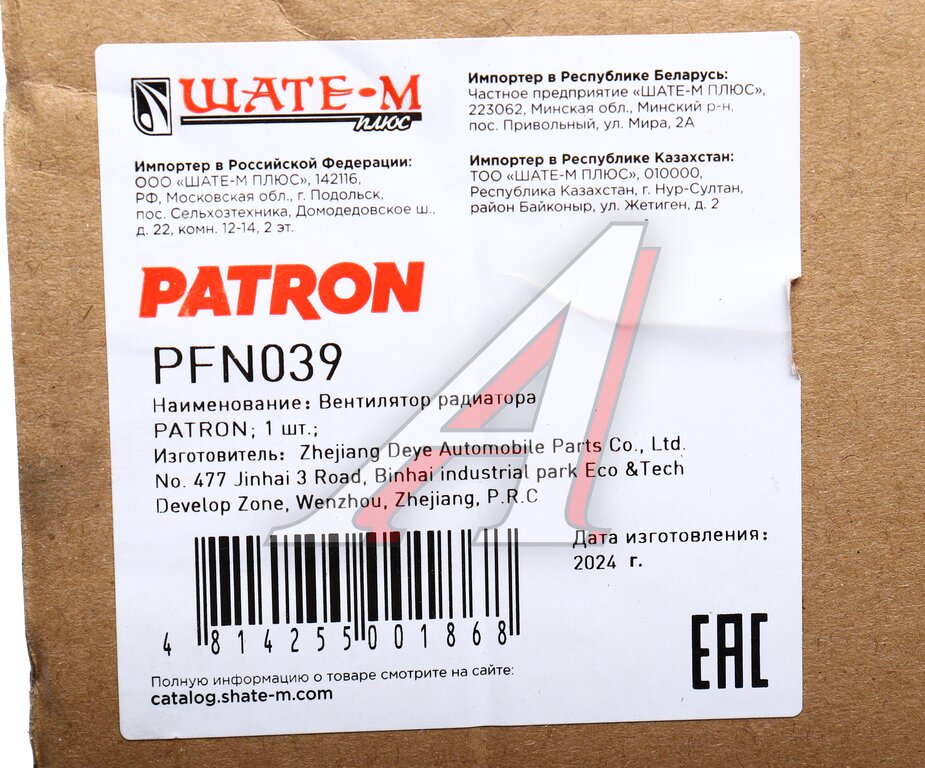 ШАТЕ-М
плюс
Импортер в Российской Федерации:
ООО «ШАТЕ-М ПЛЮС», 142116,
РФ, Московская обл., г. Подольск,
пос. Сельхозтехника, Домодедовское ш.,
д. 22, комн. 12-14, 2 эт.
Импортер в Республике Беларусь:
Частное предприятие «ШАТЕ-М ПЛЮС»,
223062, Минская обл., Минский р-н,
пос. Привольный, ул. Мира, 2А
Импортер в Республике Казахстан:
ТОО «ШАТЕ-М ПЛЮС», 010000,
Республика Казахстан, г. Нур-Султан,
район Байконыр, ул. Жетиген, д. 2
PATRON
PFN039
Наименование: Вентилятор радиатора
PATRON; 1 шт.;
Изготовитель: Zhejiang Deye Automobile Parts Co., Ltd.
No. 477 Jinhai 3 Road, Binhai industrial park Eco &Tech
Develop Zone, Wenzhou, Zhejiang, P.R.C
Дата изготовления:
2024 г.
4 814255 001868
EAC
Полную информацию о товаре смотрите на сайте:
catalog.shate-m.com